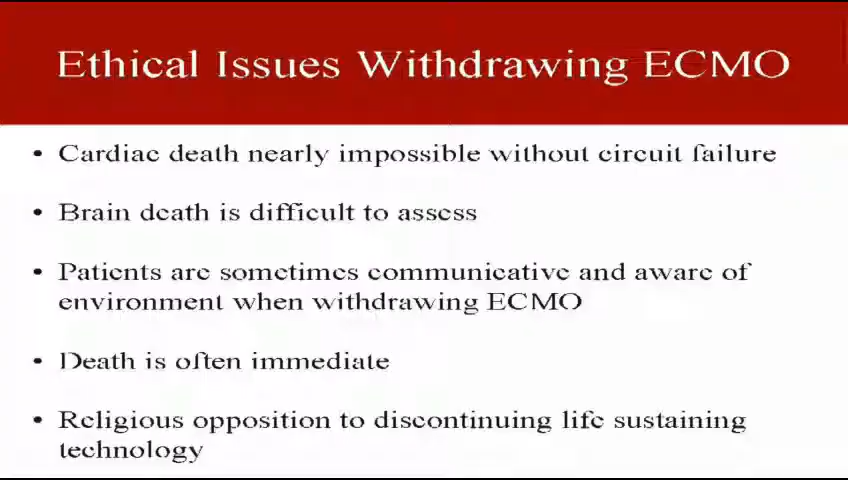 Ethical Issues Withdrawing ECMO
• Cardiac death nearly impossible without circuit failure
• Brain death is difficult to assess
• Patients are sometimes communicative and aware of
environment when withdrawing ECMO
• Death is often immediate
• Religious opposition to discontinuing life sustaining
technology